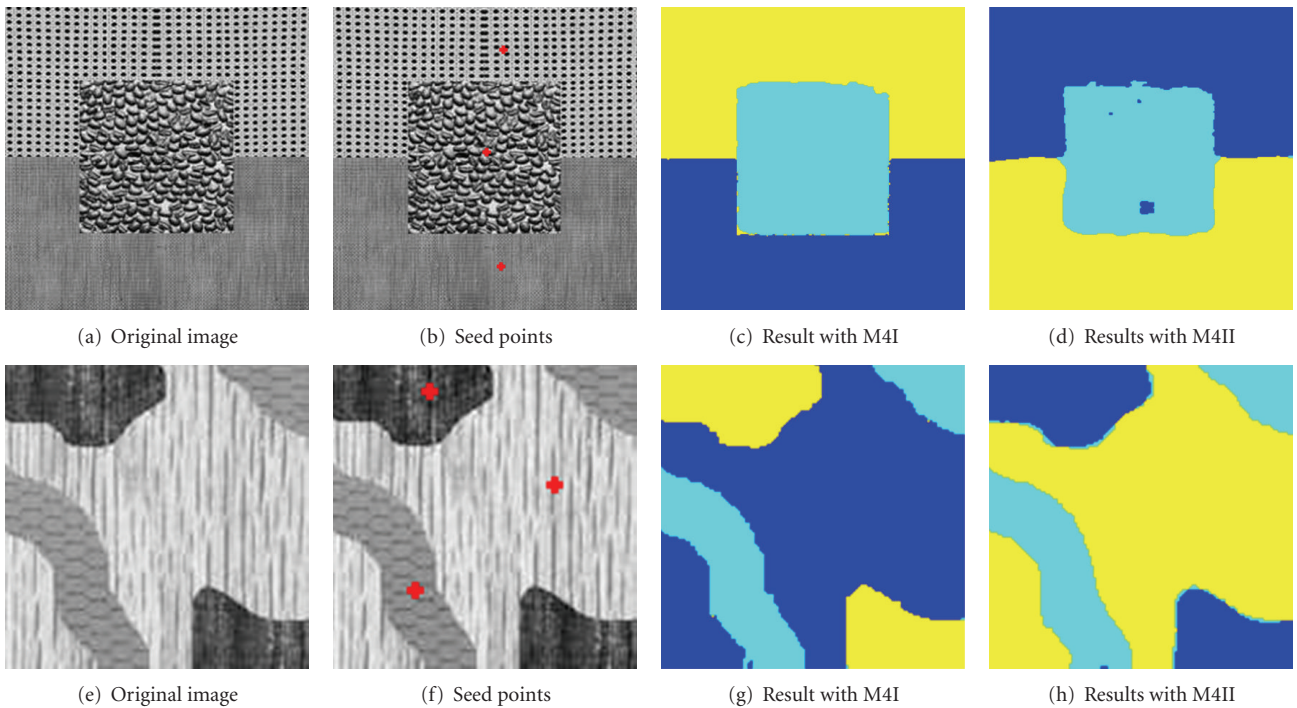 (a) Original image
(b) Seed points
(c) Result with M4I
(d) Results with M4II
(e) Original image
(f) Seed points
(g) Result with M4I
(h) Results with M4II